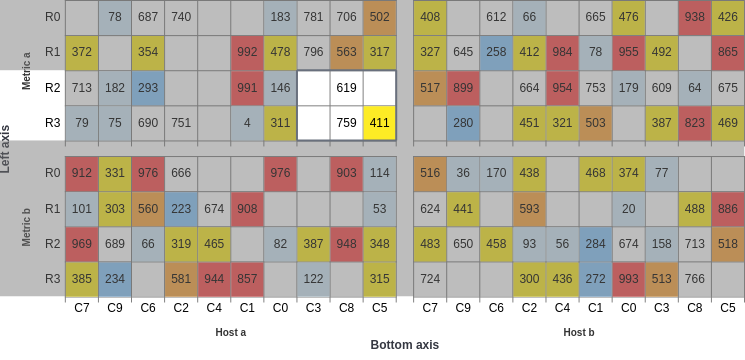 R0 78 687 740 183 781 706 502 408 612 66 665 476 938 426
R1 372 354 992 478 796 563 317 327 645 258 412 984 78 955 492 865
R2 713 182 293 991 146 619 517 899 664 954 753 179 609 64 675
R3 79 75 690 751 4 311 759 411 280 451 321 503 387 823 469
Metric a
Left axis
R0 912 331 976 666 976 903 114 516 36 170 438 468 374 77
R1 101 303 560 223 674 908 53 624 441 593 20 488 886
R2 969 689 66 319 465 82 387 948 348 483 650 458 93 56 284 674 158 713 518
R3 385 234 581 944 857 122 315 724 300 436 272 993 513 766
Metric b
C7 C9 C6 C2 C4 C1 C0 C3 C8 C5 C7 C9 C6 C2 C4 C1 C0 C3 C8 C5
Host a Host b
Bottom axis